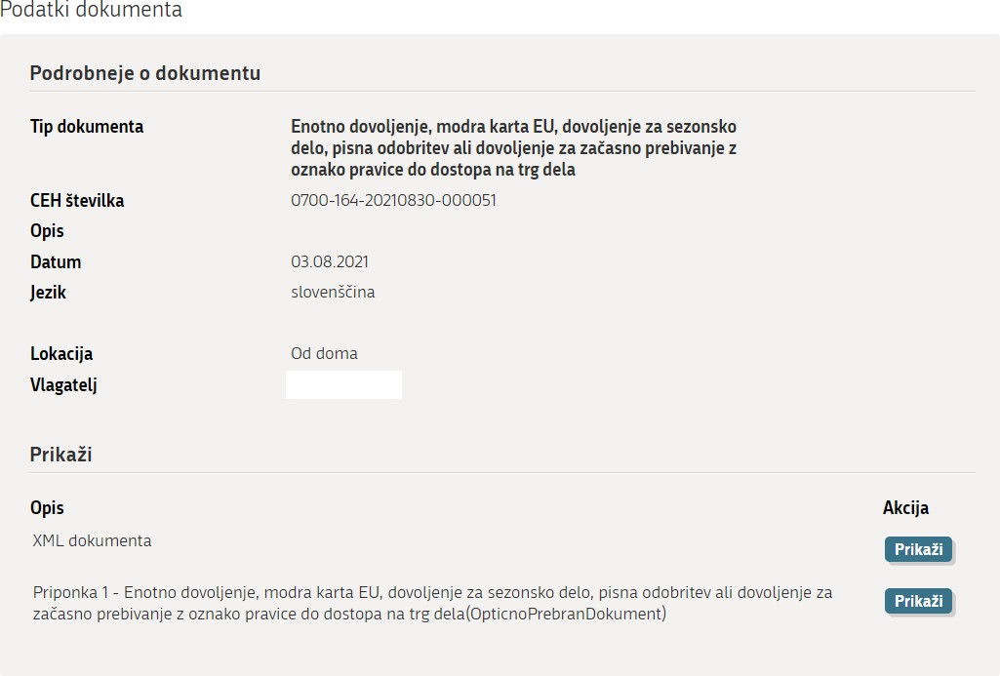 Podatki dokumenta
Podrobneje o dokumentu
Tip dokumenta
Enotno dovoljenje, modra karta EU, dovoljenje za sezonsko
delo, pisna odobritev ali dovoljenje za začasno prebivanje z
oznako pravice do dostopa na trg dela
CEH številka
0700-164-20210830-000051
Opis
Datum
03.08.2021
Jezik
slovenščina
Lokacija
Od doma
Vlagatelj
Prikaži
Opis
Akcija
XML dokumenta
Prikaži
Priponka 1 - Enotno dovoljenje, modra karta EU, dovoljenje za sezonsko delo, pisna odobritev ali dovoljenje za
začasno prebivanje z oznako pravice do dostopa na trg dela(OpticnoPrebranDokument)
Prikaži